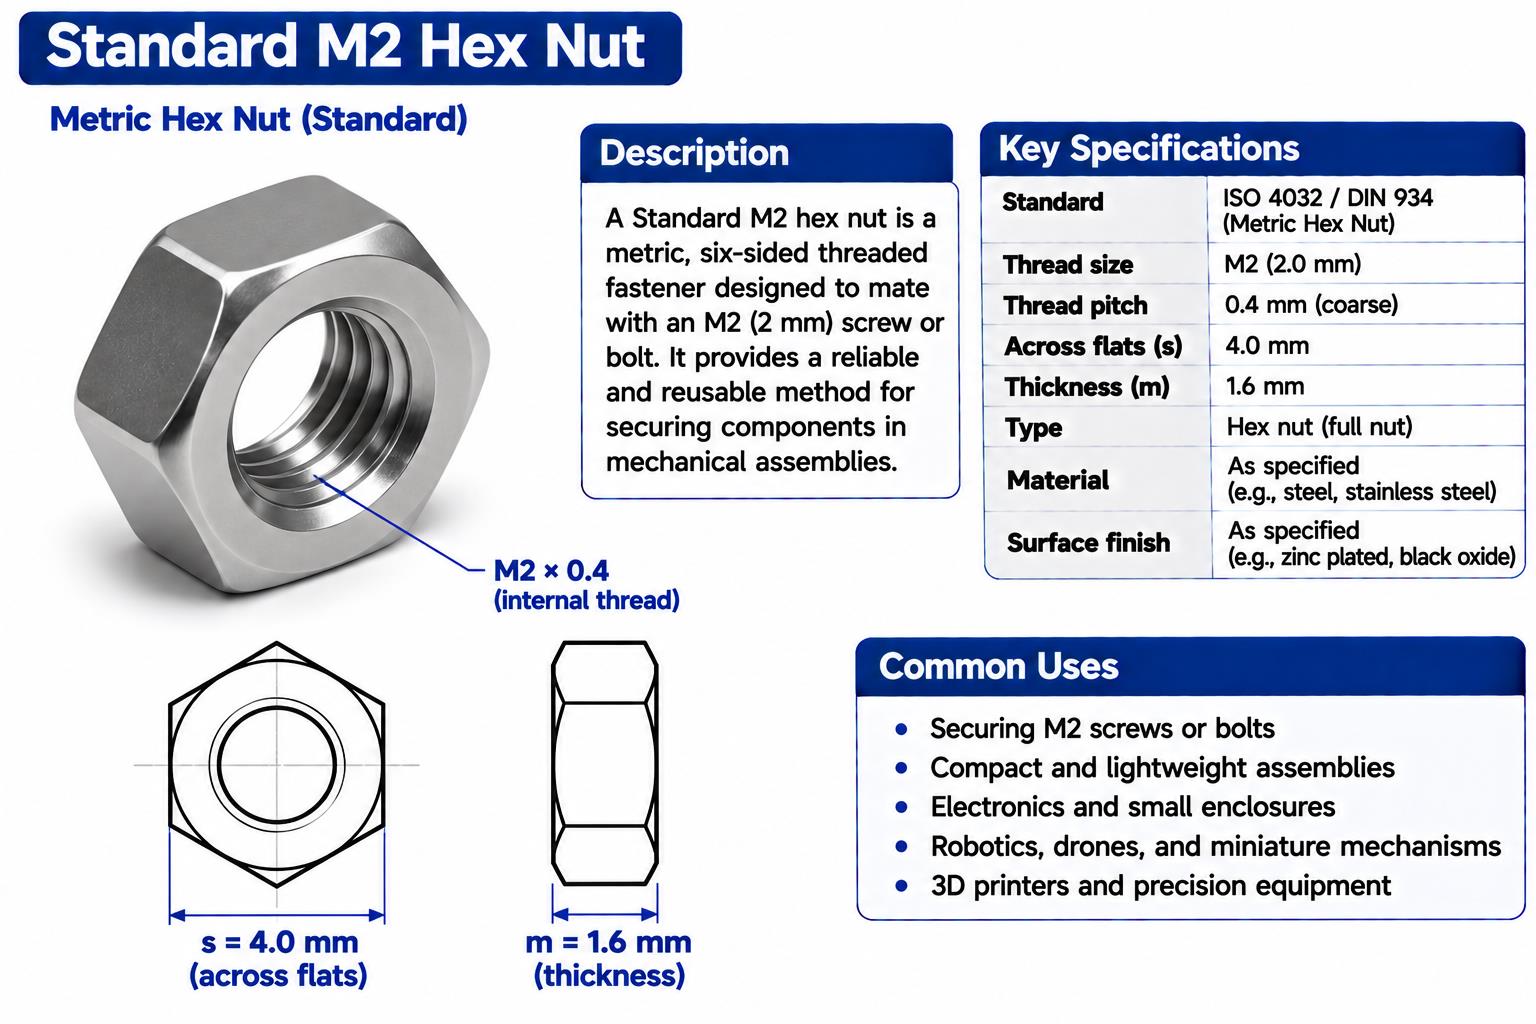 Standard M2 Hex Nut
Metric Hex Nut (Standard)
M2 × 0.4
(internal thread)
s = 4.0 mm
(across flats)
m = 1.6 mm
(thickness)
Description
A Standard M2 hex nut is a
metric, six-sided threaded
fastener designed to mate
with an M2 (2 mm) screw or
bolt. It provides a reliable
and reusable method for
securing components in
mechanical assemblies.
Key Specifications
Standard ISO 4032 / DIN 934
(Metric Hex Nut)
Thread size M2 (2.0 mm)
Thread pitch 0.4 mm (coarse)
Across flats (s) 4.0 mm
Thickness (m) 1.6 mm
Type Hex nut (full nut)
Material As specified
(e.g., steel, stainless steel)
Surface finish As specified
(e.g., zinc plated, black oxide)
Common Uses
• Securing M2 screws or bolts
• Compact and lightweight assemblies
• Electronics and small enclosures
• Robotics, drones, and miniature mechanisms
• 3D printers and precision equipment